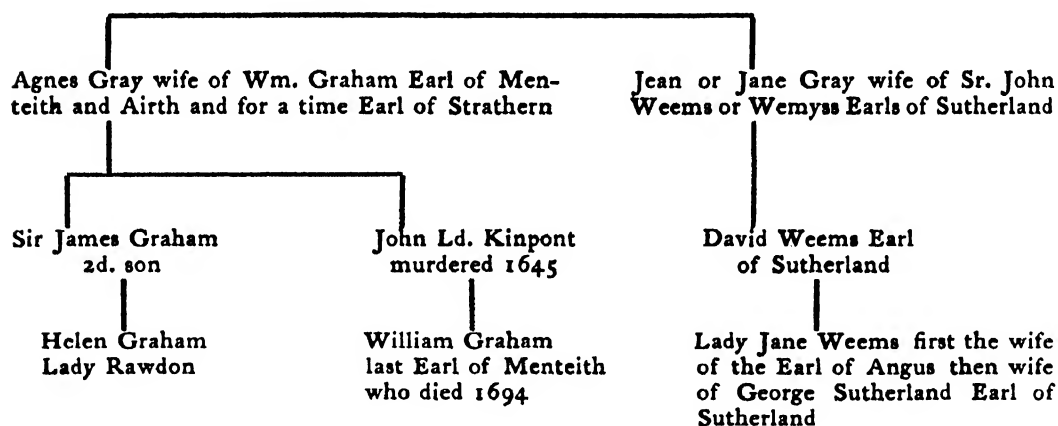 Agnes Gray wife of Wm. Graham Earl of Men-
teith and Airth and for a time Earl of Strathern
Jean or Jane Gray wife of Sr. John
Weems or Wemyss Earls of Sutherland
Sir James Graham
2d. son
John Ld. Kinpont
murdered 1645
David Weems Earl
of Sutherland
Helen Graham
Lady Rawdon
William Graham
last Earl of Menteith
who died 1694
Lady Jane Weems first the wife
of the Earl of Angus then wife
of George Sutherland Earl of
Sutherland